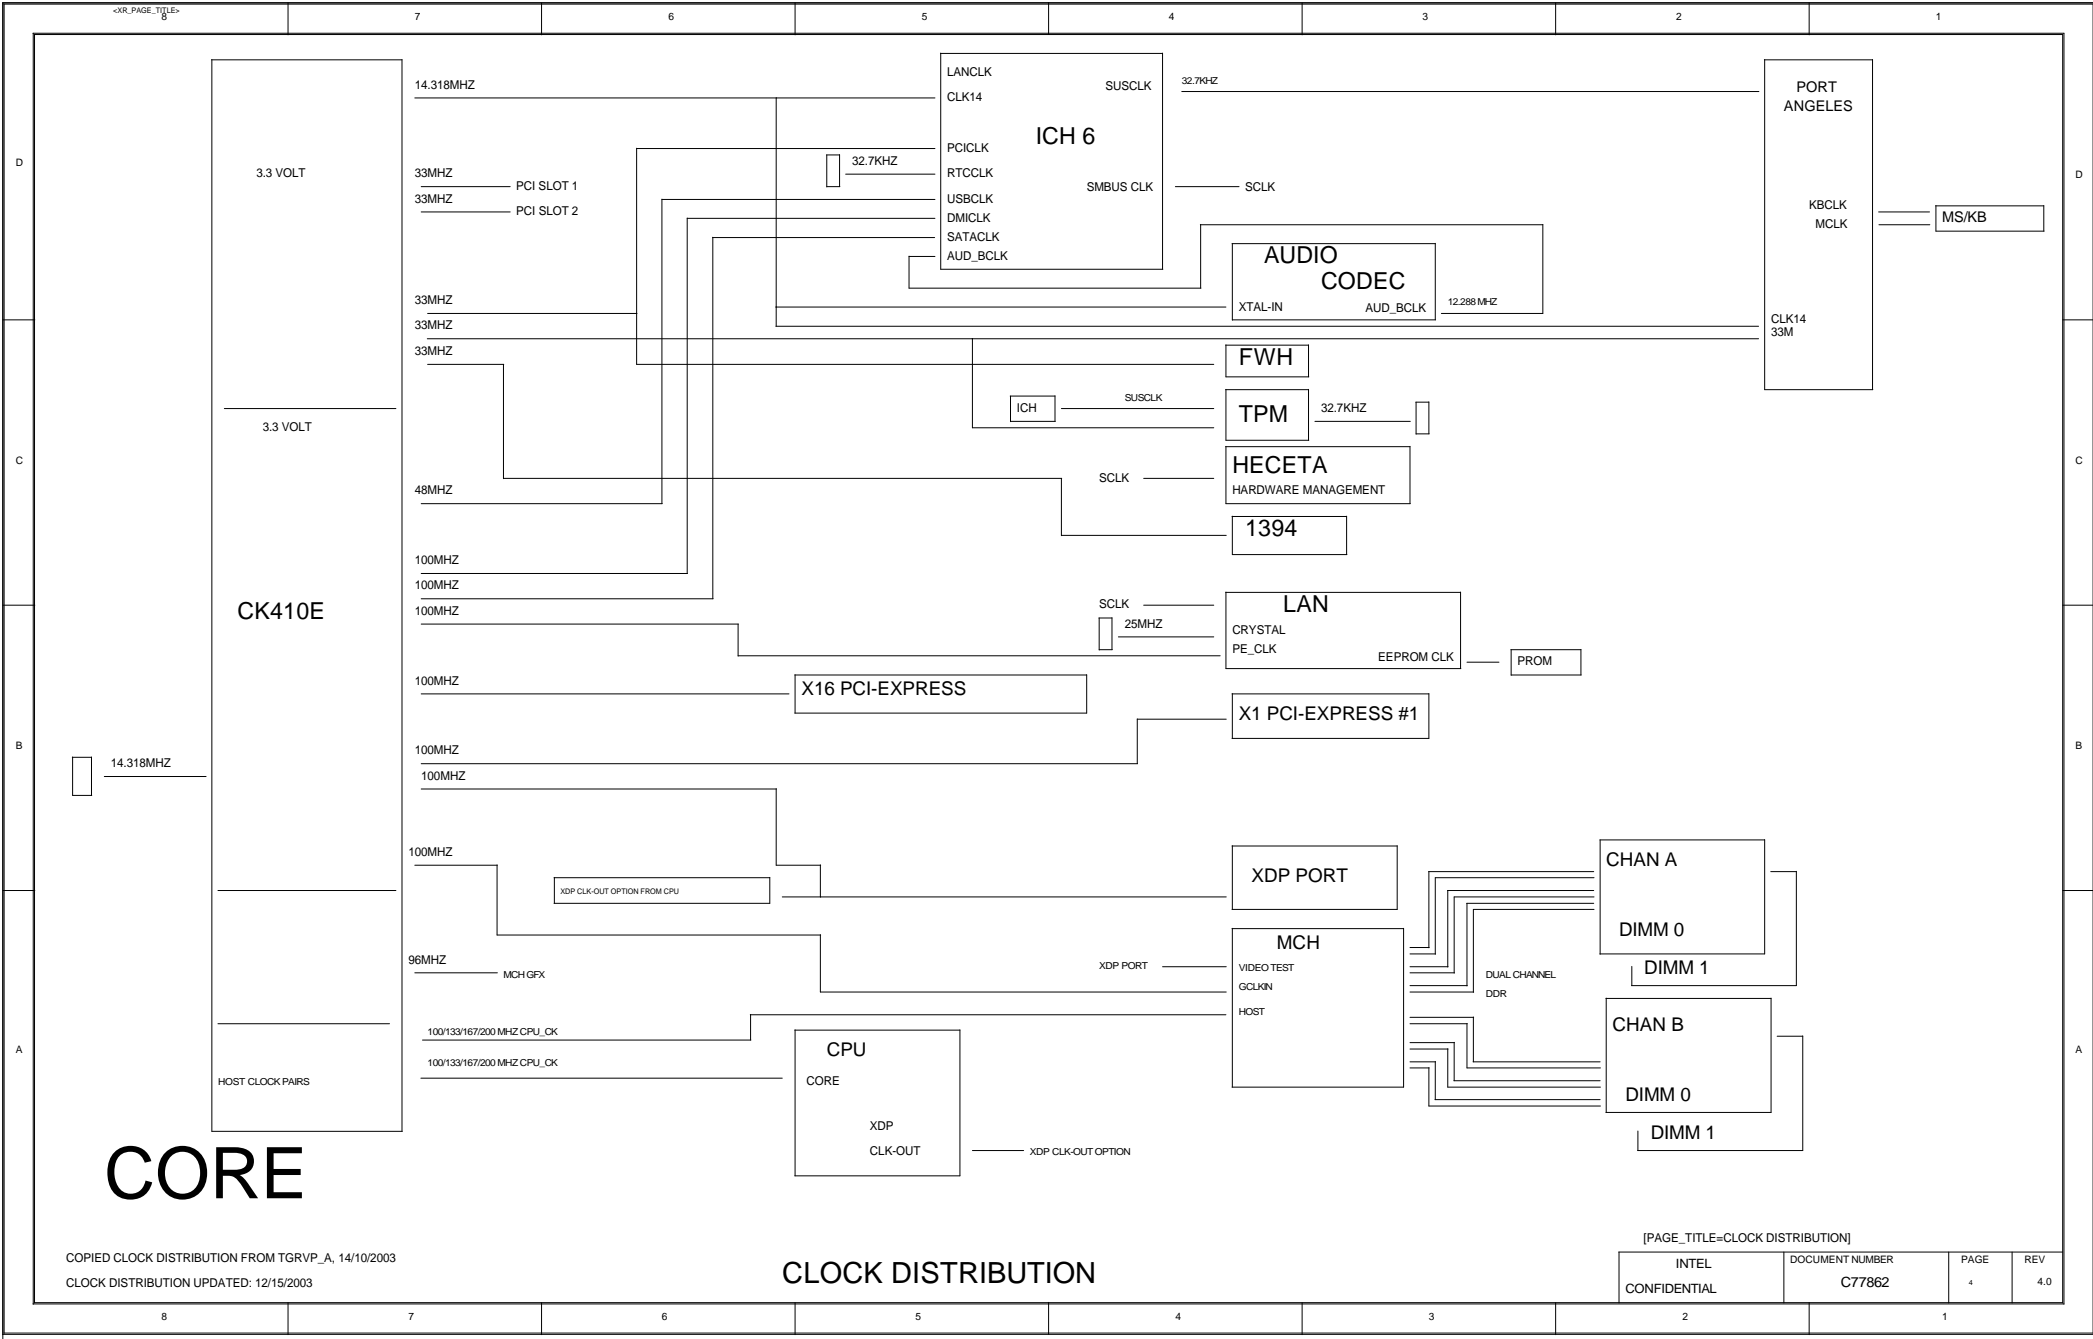 <XR_PAGE_TITLE>
8 7 6 5 4 3 2 1
D
C
B
A
D
C
B
A
3.3 VOLT
3.3 VOLT
CK410E
HOST CLOCK PAIRS
14.318MHZ
14.318MHZ
33MHZ
PCI SLOT 1
33MHZ
PCI SLOT 2
33MHZ
33MHZ
33MHZ
48MHZ
100MHZ
100MHZ
100MHZ
100MHZ
100MHZ
100MHZ
100MHZ
96MHZ
MCH GFX
100/133/167/200 MHZ CPU_CK
100/133/167/200 MHZ CPU_CK
LANCLK
CLK14
SUSCLK
32.7KHZ
ICH 6
PCICLK
32.7KHZ
RTCCLK
SMBUS CLK
SCLK
USBCLK
DMICLK
SATACLK
AUD_BCLK
PORT
ANGELES
KBCLK
MCLK
MS/KB
CLK14
33M
AUDIO
CODEC
XTAL-IN
AUD_BCLK
12.288 MHZ
FWH
ICH
SUSCLK
TPM
32.7KHZ
SCLK
HECETA
HARDWARE MANAGEMENT
1394
SCLK
LAN
25MHZ
CRYSTAL
PE_CLK
EEPROM CLK
PROM
X16 PCI-EXPRESS
X1 PCI-EXPRESS #1
XDP CLK-OUT OPTION FROM CPU
XDP PORT
XDP PORT
MCH
VIDEO TEST
GCLKIN
HOST
DUAL CHANNEL
DDR
CHAN A
DIMM 0
DIMM 1
CHAN B
DIMM 0
DIMM 1
CPU
CORE
XDP
CLK-OUT
XDP CLK-OUT OPTION
CORE
COPIED CLOCK DISTRIBUTION FROM TGRVP_A, 14/10/2003
CLOCK DISTRIBUTION UPDATED: 12/15/2003
CLOCK DISTRIBUTION
[PAGE_TITLE=CLOCK DISTRIBUTION]
INTEL
CONFIDENTIAL
DOCUMENT NUMBER
C77862
PAGE
4
REV
4.0
8 7 6 5 4 3 2 1